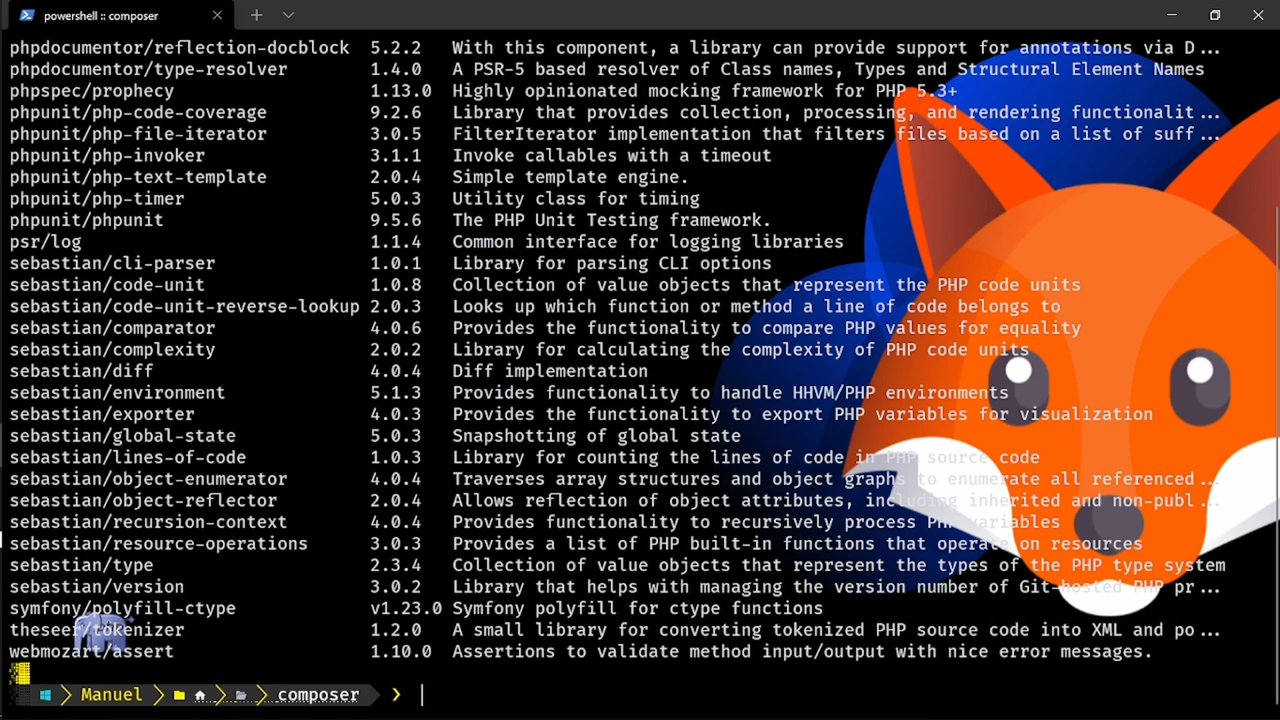 powershell :: composer
phpdocumentor/reflection-docblock 5.2.2 With this component, a library can provide support for annotations via D...
phpdocumentor/type-resolver 1.4.0 A PSR-5 based resolver of Class names, Types and Structural Element Names
phpspec/prophecy 1.13.0 Highly opinionated mocking framework for PHP 5.3+
phpunit/php-code-coverage 9.2.6 Library that provides collection, processing, and rendering functionalit...
phpunit/php-file-iterator 3.0.5 FilterIterator implementation that filters files based on a list of suff...
phpunit/php-invoker 3.1.1 Invoke callables with a timeout
phpunit/php-text-template 2.0.4 Simple template engine.
phpunit/php-timer 5.0.3 Utility class for timing
phpunit/phpunit 9.5.6 The PHP Unit Testing framework.
psr/log 1.1.4 Common interface for logging libraries
sebastian/cli-parser 1.0.1 Library for parsing CLI options
sebastian/code-unit 1.0.8 Collection of value objects that represent the PHP code units
sebastian/code-unit-reverse-lookup 2.0.3 Looks up which function or method a line of code belongs to
sebastian/comparator 4.0.6 Provides the functionality to compare PHP values for equality
sebastian/complexity 2.0.2 Library for calculating the complexity of PHP code units
sebastian/diff 4.0.4 Diff implementation
sebastian/environment 5.1.3 Provides functionality to handle HHVM/PHP environments
sebastian/exporter 4.0.3 Provides the functionality to export PHP variables for visualization
sebastian/global-state 5.0.3 Snapshotting of global state
sebastian/lines-of-code 1.0.3 Library for counting the lines of code in PHP source code
sebastian/object-enumerator 4.0.4 Traverses array structures and object graphs to enumerate all referenced...
sebastian/object-reflector 2.0.4 Allows reflection of object attributes, including inherited and non-publ...
sebastian/recursion-context 4.0.4 Provides functionality to recursively process PHP variables
sebastian/resource-operations 3.0.3 Provides a list of PHP built-in functions that operate on resources
sebastian/type 2.3.4 Collection of value objects that represent the types of the PHP type system
sebastian/version 3.0.2 Library that helps with managing the version number of Git-hosted PHP pr...
symfony/polyfill-ctype v1.23.0 Symfony polyfill for ctype functions
theseer/tokenizer 1.2.0 A small library for converting tokenized PHP source code into XML and po...
webmozart/assert 1.10.0 Assertions to validate method input/output with nice error messages.
Manuel composer ❯